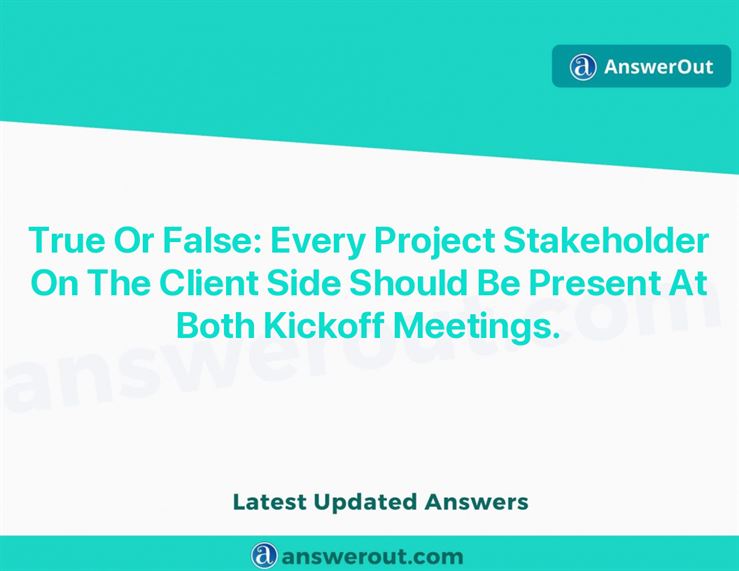 a AnswerOut
True Or False: Every Project Stakeholder
On The Client Side Should Be Present At
Both Kickoff Meetings.
answerout.com
Latest Updated Answers
a answerout.com